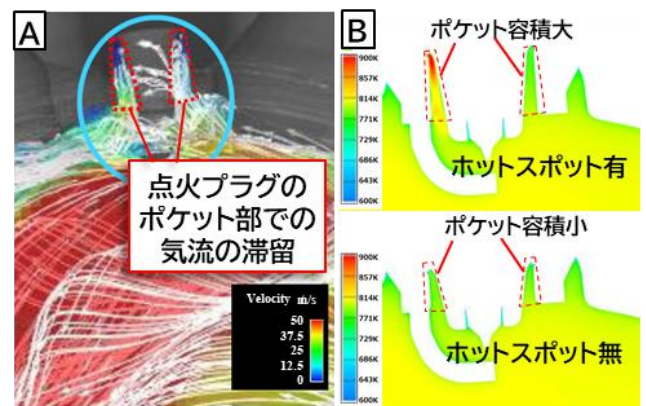 A
点火プラグの
ポケット部での
気流の滞留
Velocity m/s
50
37.5
25
12.5
0
B
ポケット容積大
900K
857K
814K
771K
729K
686K
643K
600K
ホットスポット有
ポケット容積小
900K
857K
814K
771K
729K
686K
643K
600K
ホットスポット無